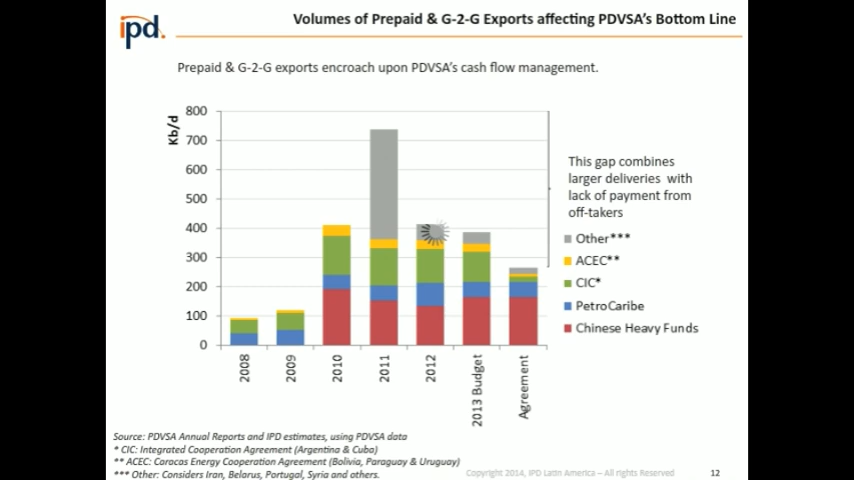 ipd.
Volumes of Prepaid & G-2-G Exports affecting PDVSA's Bottom Line
Prepaid & G-2-G exports encroach upon PDVSA's cash flow management.
Kb/d
800
700
600
500
400
300
200
100
0
2008
2009
2010
2011
2012
2013 Budget
Agreement
This gap combines
larger deliveries with
lack of payment from
off-takers
Other***
ACEC**
CIC*
PetroCaribe
Chinese Heavy Funds
Source: PDVSA Annual Reports and IPD estimates, using PDVSA data
* CIC: Integrated Cooperation Agreement (Argentina & Cuba)
** ACEC: Caracas Energy Cooperation Agreement (Bolivia, Paraguay & Uruguay)
*** Other: Considers Iran, Belarus, Portugal, Syria and others.
Copyright 2014, IPD Latin America – All rights Reserved
12